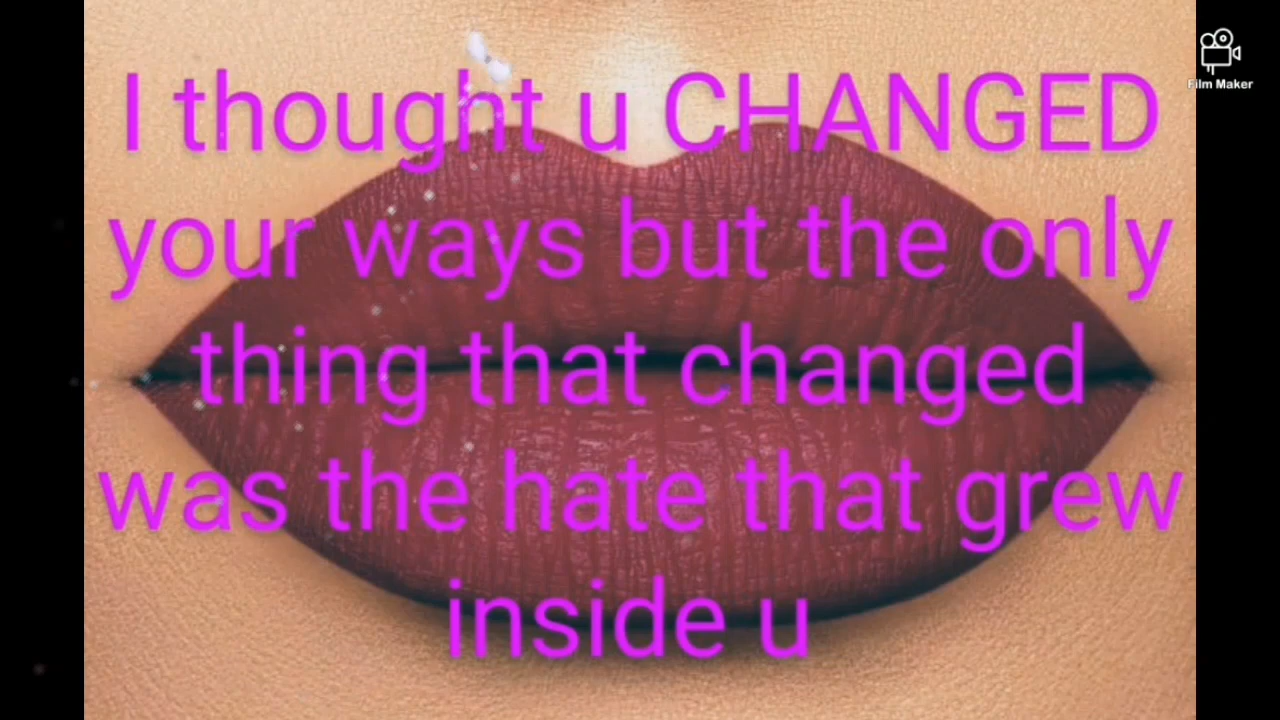 I thought u CHANGED
your ways but the only
thing that changed
was the hate that grew
inside u
Film Maker